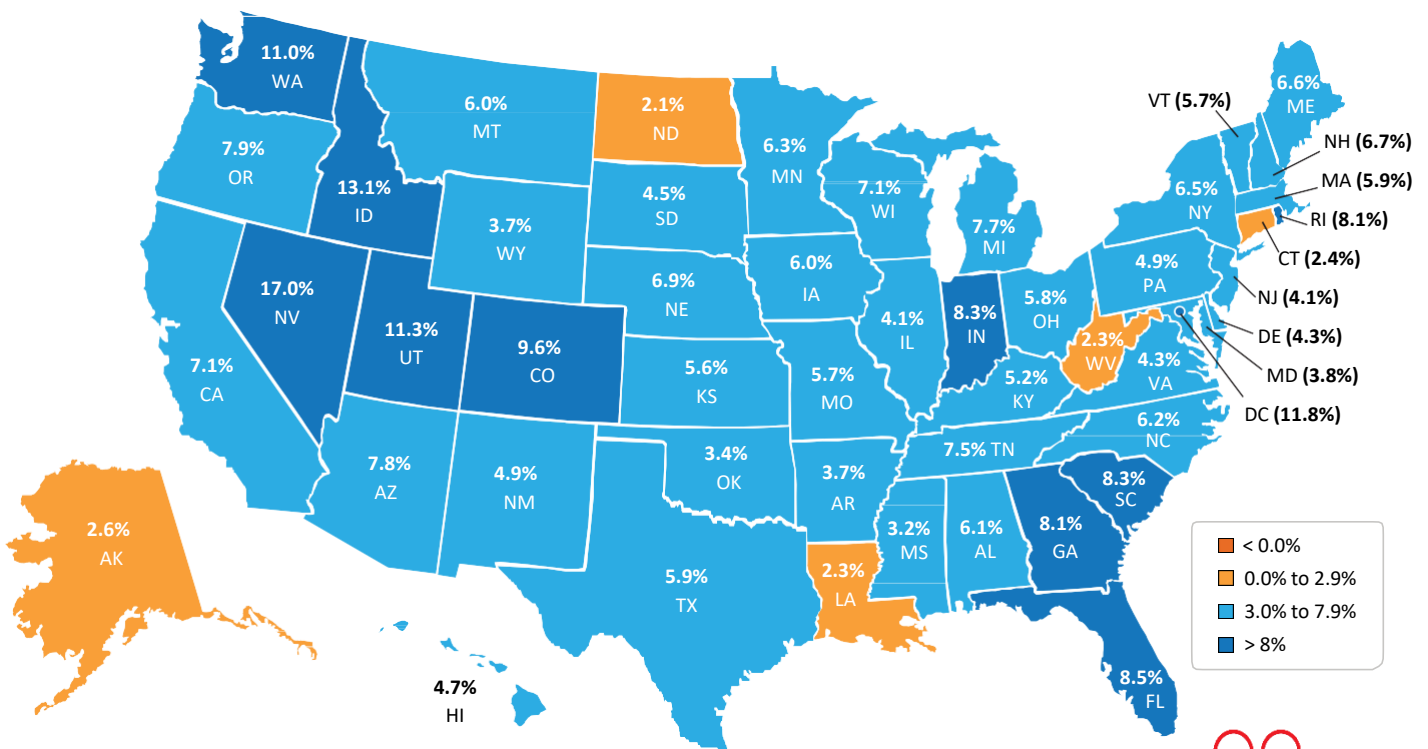 11.0%
WA
6.0%
MT
2.1%
ND
6.3%
MN
7.9%
OR
13.1%
ID
3.7%
WY
4.5%
SD
7.1%
WI
7.7%
MI
6.5%
NY
6.6%
ME
VT (5.7%)
NH (6.7%)
MA (5.9%)
RI (8.1%)
CT (2.4%)
NJ (4.1%)
DE (4.3%)
MD (3.8%)
DC (11.8%)
17.0%
NV
11.3%
UT
9.6%
CO
6.9%
NE
6.0%
IA
4.1%
IL
8.3%
IN
5.8%
OH
4.9%
PA
2.3%
WV
4.3%
VA
7.1%
CA
5.6%
KS
5.7%
MO
5.2%
KY
6.2%
NC
7.5% TN
7.8%
AZ
4.9%
NM
3.4%
OK
3.7%
AR
8.3%
SC
3.2%
MS
6.1%
AL
8.1%
GA
2.6%
AK
5.9%
TX
2.3%
LA
8.5%
FL
4.7%
HI
< 0.0%
0.0% to 2.9%
3.0% to 7.9%
> 8%